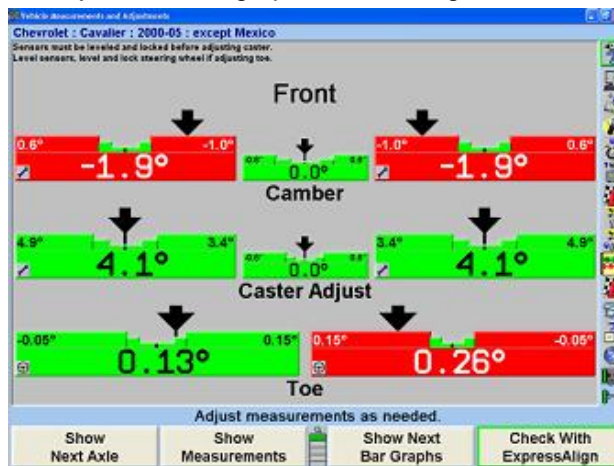 Vehicle Measurements and Adjustments
Chevrolet : Cavalier : 2000-05 : except Mexico
Sensors must be leveled and locked before adjusting caster.
Level sensors, level and lock steering wheel if adjusting toe.
Front
0.6° -1.0° -1.0° 0.6°
-1.9° 0.0° -1.9°
Camber
4.9° 3.4° 3.4° 4.9°
4.1° 0.0° 4.1°
Caster Adjust
-0.05° 0.15° 0.15° -0.05°
0.13° 0.26°
Toe
Adjust measurements as needed.
Show Next Axle
Show Measurements
Show Next Bar Graphs
Check With ExpressAlign